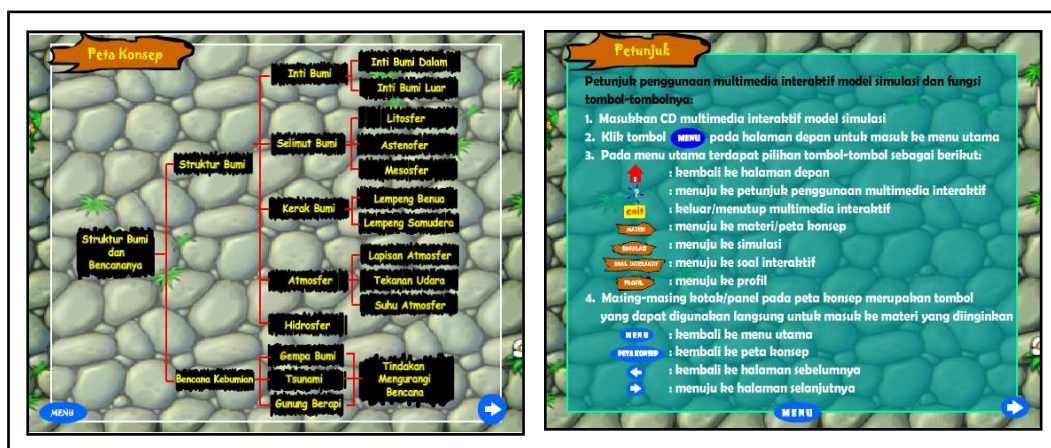 Peta Konsep
Struktur Bumi
dan
Bencananya
Struktur Bumi
Inti Bumi
Inti Bumi Dalam
Inti Bumi Luar
Selimut Bumi
Litosfer
Astenofer
Mesosfer
Kerak Bumi
Lempeng Benua
Lempeng Samudera
Atmosfer
Lapisan Atmosfer
Tekanan Udara
Suhu Atmosfer
Hidrosfer
Bencana Kebumian
Gempa Bumi
Tsunami
Gunung Berapi
Tindakan
Mengurangi
Bencana
MENU
Petunjuk
Petunjuk penggunaan multimedia interaktif model simulasi dan fungsi
tombol-tombolnya:
1. Masukkan CD multimedia interaktif model simulasi
2. Klik tombol MENU pada halaman depan untuk masuk ke menu utama
3. Pada menu utama terdapat pilihan tombol-tombol sebagai berikut:
: kembali ke halaman depan
: menuju ke petunjuk penggunaan multimedia interaktif
exit : keluar/menutup multimedia interaktif
MATERI : menuju ke materi/peta konsep
SIMULASI : menuju ke simulasi
SOAL INTERAKTIF : menuju ke soal interaktif
PROFIL : menuju ke profil
4. Masing-masing kotak/panel pada peta konsep merupakan tombol
yang dapat digunakan langsung untuk masuk ke materi yang diinginkan
MENU : kembali ke menu utama
PETA KONSEP : kembali ke peta konsep
: kembali ke halaman sebelumnya
: menuju ke halaman selanjutnya
MENU